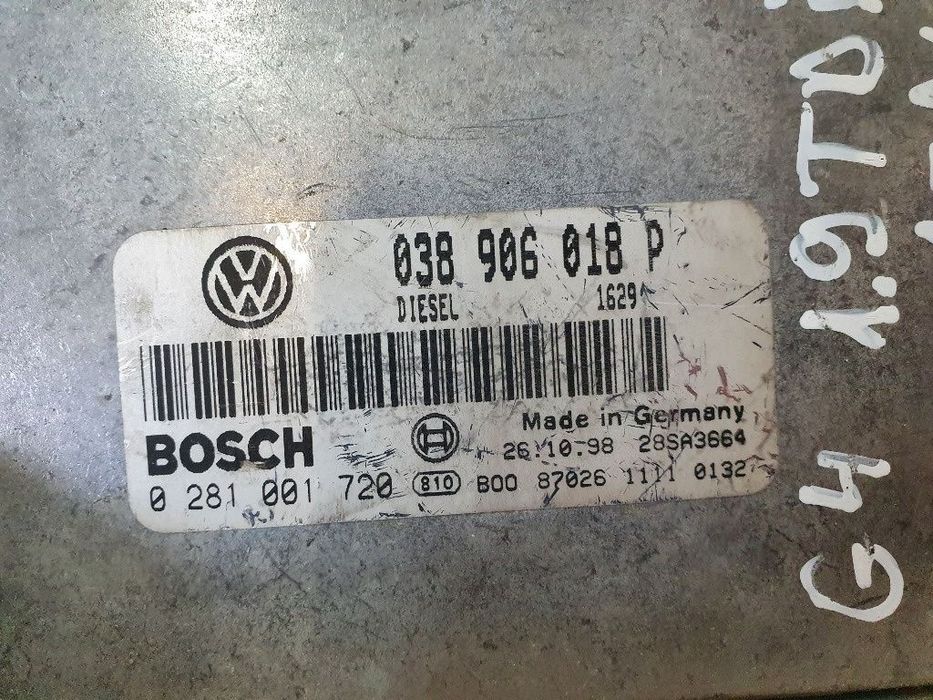 038 906 018 P
DIESEL 1629
BOSCH
Made in Germany
26.10.98 28SA3664
0 281 001 720 810 B00 87026 1111 0132
G4 1.9TDi